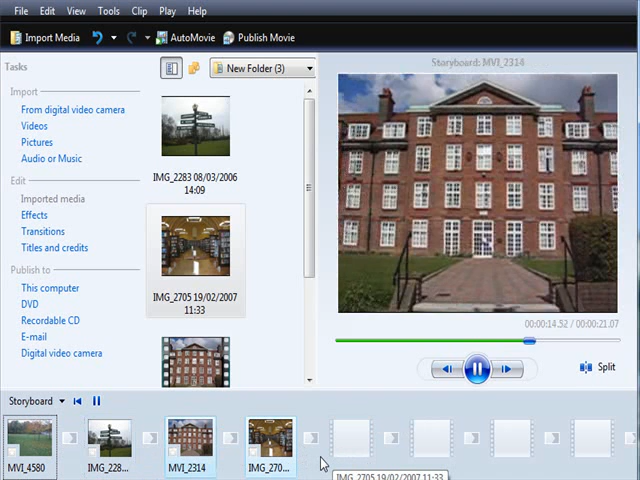 File Edit View Tools Clip Play Help
Import Media AutoMovie Publish Movie
Tasks
New Folder (3)
Storyboard: MVI_2314
Import
From digital video camera
Videos
Pictures
Audio or Music
IMG_2283 08/03/2006
14:09
Edit
Imported media
Effects
Transitions
Titles and credits
Publish to
This computer
DVD
Recordable CD
E-mail
Digital video camera
IMG_2705 19/02/2007
11:33
00:00:14.52 / 00:00:21.07
Split
Storyboard
MVI_4580 IMG_228... MVI_2314 IMG_270...
IMG_2705 19/02/2007 11:33